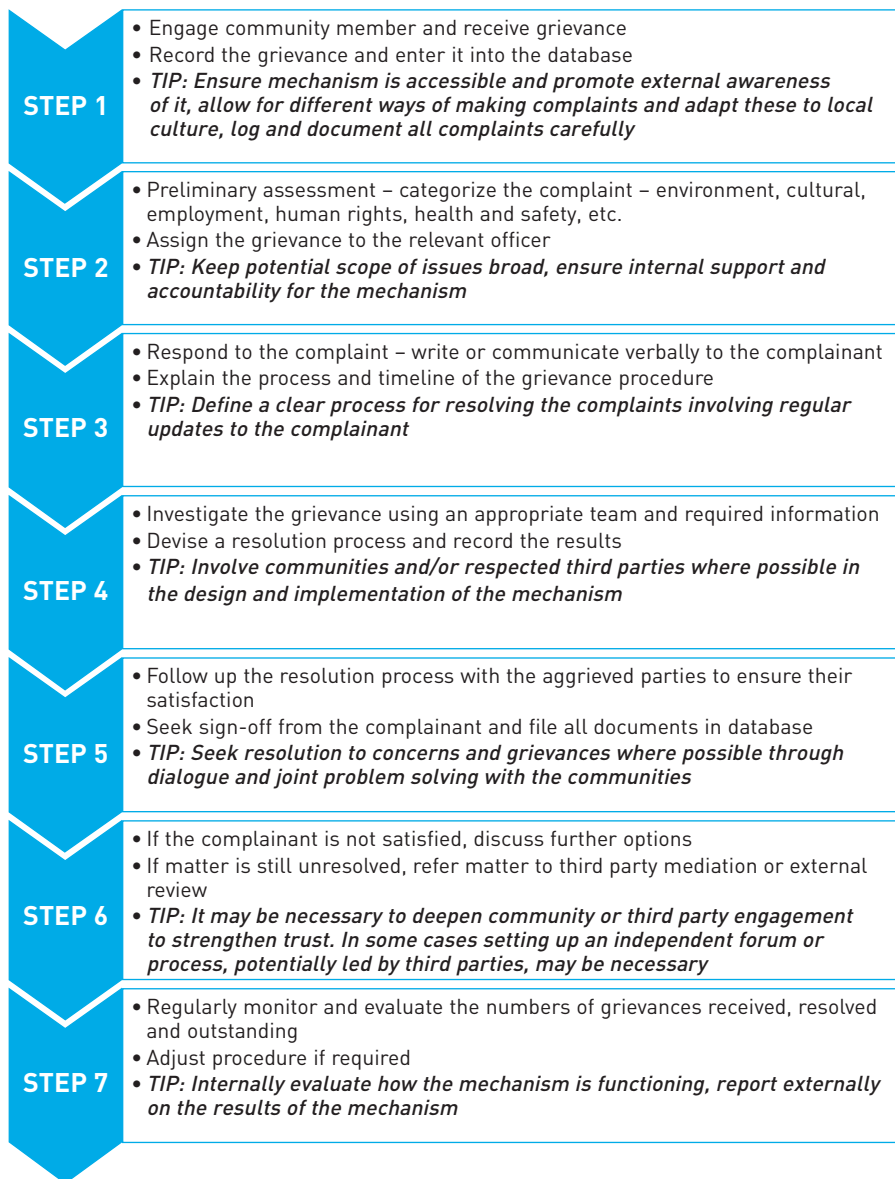 STEP 1
• Engage community member and receive grievance
• Record the grievance and enter it into the database
• TIP: Ensure mechanism is accessible and promote external awareness
of it, allow for different ways of making complaints and adapt these to local
culture, log and document all complaints carefully
STEP 2
• Preliminary assessment – categorize the complaint – environment, cultural,
employment, human rights, health and safety, etc.
• Assign the grievance to the relevant officer
• TIP: Keep potential scope of issues broad, ensure internal support and
accountability for the mechanism
STEP 3
• Respond to the complaint – write or communicate verbally to the complainant
• Explain the process and timeline of the grievance procedure
• TIP: Define a clear process for resolving the complaints involving regular
updates to the complainant
STEP 4
• Investigate the grievance using an appropriate team and required information
• Devise a resolution process and record the results
• TIP: Involve communities and/or respected third parties where possible in
the design and implementation of the mechanism
STEP 5
• Follow up the resolution process with the aggrieved parties to ensure their
satisfaction
• Seek sign-off from the complainant and file all documents in database
• TIP: Seek resolution to concerns and grievances where possible through
dialogue and joint problem solving with the communities
STEP 6
• If the complainant is not satisfied, discuss further options
• If matter is still unresolved, refer matter to third party mediation or external
review
• TIP: It may be necessary to deepen community or third party engagement
to strengthen trust. In some cases setting up an independent forum or
process, potentially led by third parties, may be necessary
STEP 7
• Regularly monitor and evaluate the numbers of grievances received, resolved
and outstanding
• Adjust procedure if required
• TIP: Internally evaluate how the mechanism is functioning, report externally
on the results of the mechanism